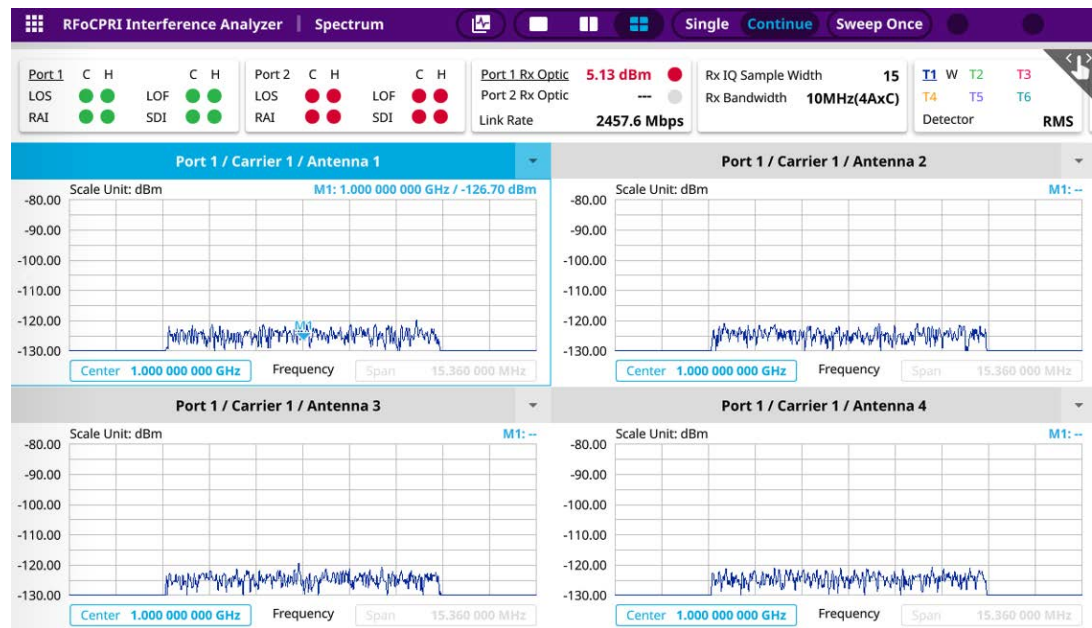 RFoCPRI Interference Analyzer | Spectrum Single Continue Sweep Once
Port 1 C H C H Port 2 C H C H Port 1 Rx Optic 5.13 dBm Rx IQ Sample Width 15 T1 W T2 T3
LOS LOF LOS LOF Port 2 Rx Optic --- Rx Bandwidth 10MHz(4AxC) T4 T5 T6
RAI SDI RAI SDI Link Rate 2457.6 Mbps Detector RMS
Port 1 / Carrier 1 / Antenna 1
Scale Unit: dBm M1: 1.000 000 000 GHz / -126.70 dBm
-80.00
-90.00
-100.00
-110.00
-120.00
M1
-130.00
Center 1.000 000 000 GHz Frequency Span 15.360 000 MHz
Port 1 / Carrier 1 / Antenna 2
Scale Unit: dBm M1: --
-80.00
-90.00
-100.00
-110.00
-120.00
-130.00
Center 1.000 000 000 GHz Frequency Span 15.360 000 MHz
Port 1 / Carrier 1 / Antenna 3
Scale Unit: dBm M1: --
-80.00
-90.00
-100.00
-110.00
-120.00
-130.00
Center 1.000 000 000 GHz Frequency Span 15.360 000 MHz
Port 1 / Carrier 1 / Antenna 4
Scale Unit: dBm M1: --
-80.00
-90.00
-100.00
-110.00
-120.00
-130.00
Center 1.000 000 000 GHz Frequency Span 15.360 000 MHz